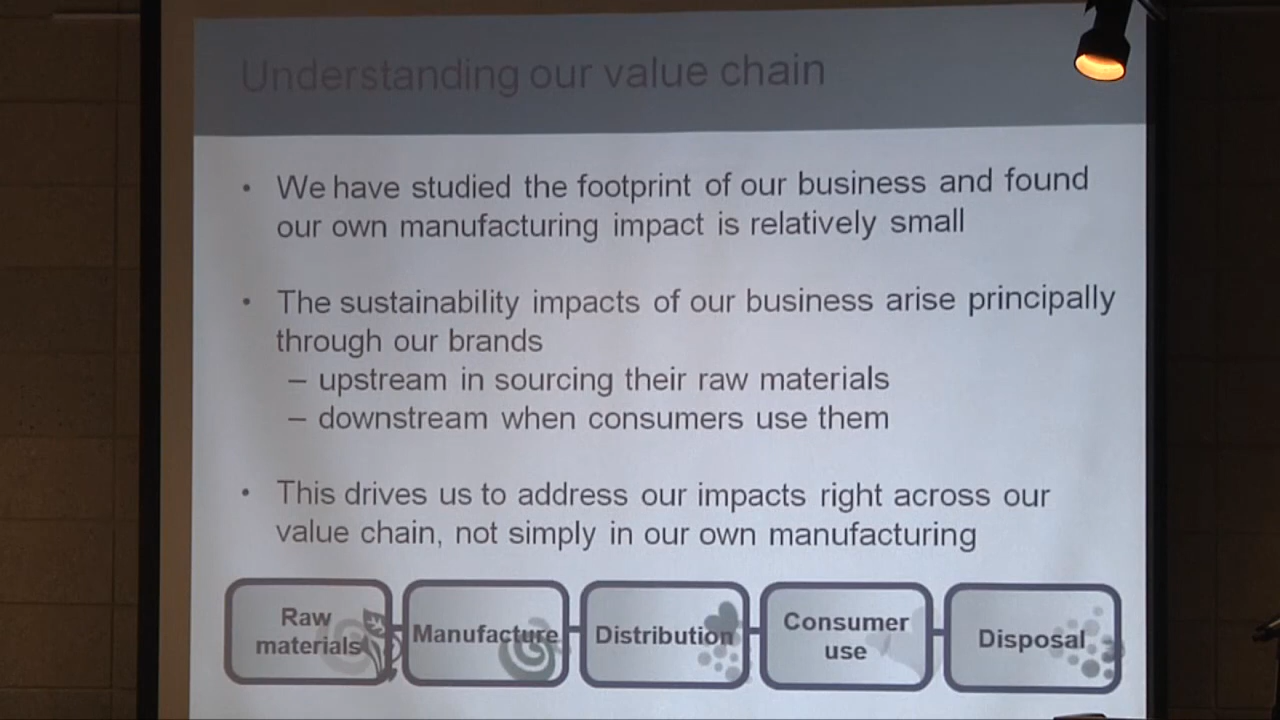 Understanding our value chain
• We have studied the footprint of our business and found
our own manufacturing impact is relatively small
• The sustainability impacts of our business arise principally
through our brands
– upstream in sourcing their raw materials
– downstream when consumers use them
• This drives us to address our impacts right across our
value chain, not simply in our own manufacturing
Raw
materials
Manufacture
Distribution
Consumer
use
Disposal